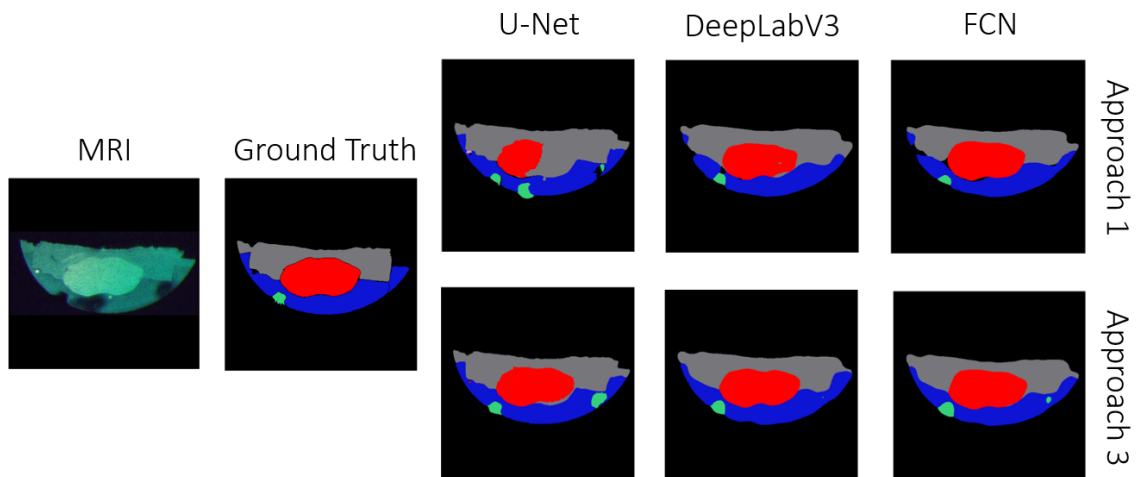 U-Net
DeepLabV3
FCN
MRI
Ground Truth
Approach 1
Approach 3